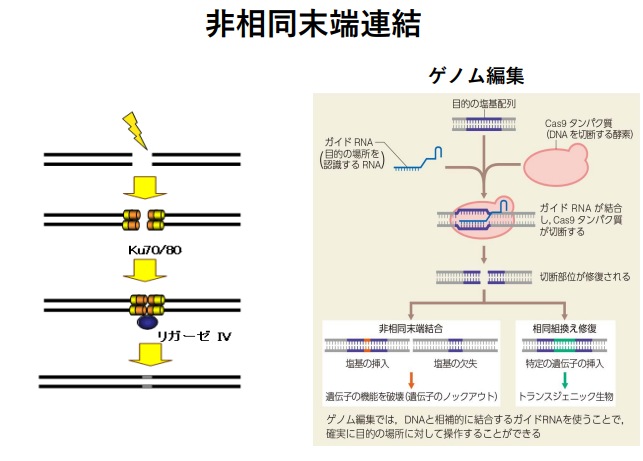 非相同末端連結
Ku70/80
リガーゼ IV
ゲノム編集
目的の塩基配列
Cas9 タンパク質
(DNAを切断する酵素)
ガイド RNA
(目的の場所を
認識する RNA)
ガイド RNA が結合
し, Cas9 タンパク質
が切断する
切断部位が修復される
非相同末端結合
塩基の挿入
塩基の欠失
遺伝子の機能を破壊(遺伝子のノックアウト)
相同組換え修復
特定の遺伝子の挿入
トランスジェニック生物
ゲノム編集では, DNAと相補的に結合するガイドRNAを使うことで,
確実に目的の場所に対して操作することができる